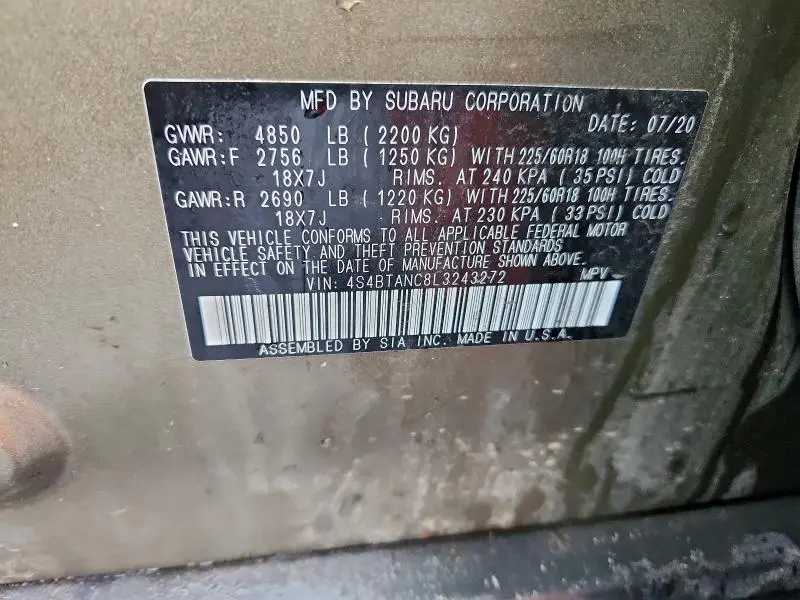 MFD BY SUBARU CORPORATION
DATE: 07/20
GVWR: 4850 LB ( 2200 KG)
GAWR:F 2756 LB ( 1250 KG) WITH 225/60R18 100H TIRES.
18X7J RIMS. AT 240 KPA ( 35 PSI) COLD
GAWR:R 2690 LB ( 1220 KG) WITH 225/60R18 100H TIRES.
18X7J RIMS. AT 230 KPA ( 33 PSI) COLD
THIS VEHICLE CONFORMS TO ALL APPLICABLE FEDERAL MOTOR
VEHICLE SAFETY AND THEFT PREVENTION STANDARDS
IN EFFECT ON THE DATE OF MANUFACTURE SHOWN ABOVE.
VIN: 4S4BTANC8L3243272 MPV
ASSEMBLED BY SIA INC. MADE IN U.S.A.